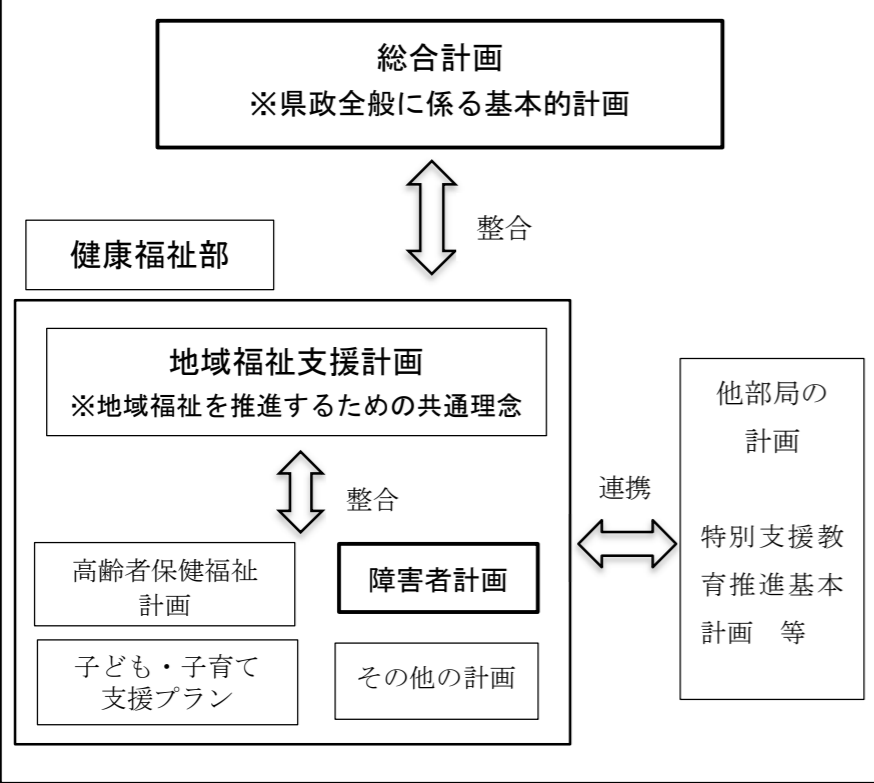 総合計画
※県政全般に係る基本的計画
整合
健康福祉部
地域福祉支援計画
※地域福祉を推進するための共通理念
整合
高齢者保健福祉
計画
障害者計画
子ども・子育て
支援プラン
その他の計画
連携
他部局の
計画
特別支援教
育推進基本
計画　等